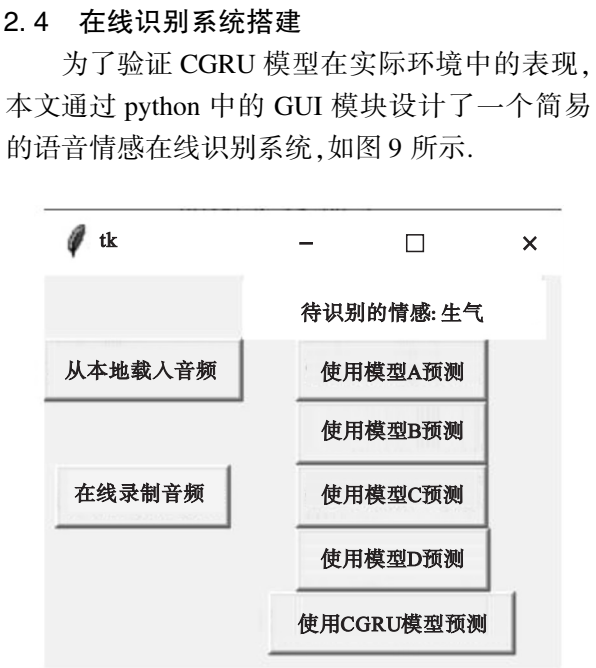 2.4 在线识别系统搭建
为了验证 CGRU 模型在实际环境中的表现,
本文通过 python 中的 GUI 模块设计了一个简易
的语音情感在线识别系统,如图 9 所示.
tk
待识别的情感: 生气
从本地载入音频
使用模型A预测
使用模型B预测
在线录制音频
使用模型C预测
使用模型D预测
使用CGRU模型预测